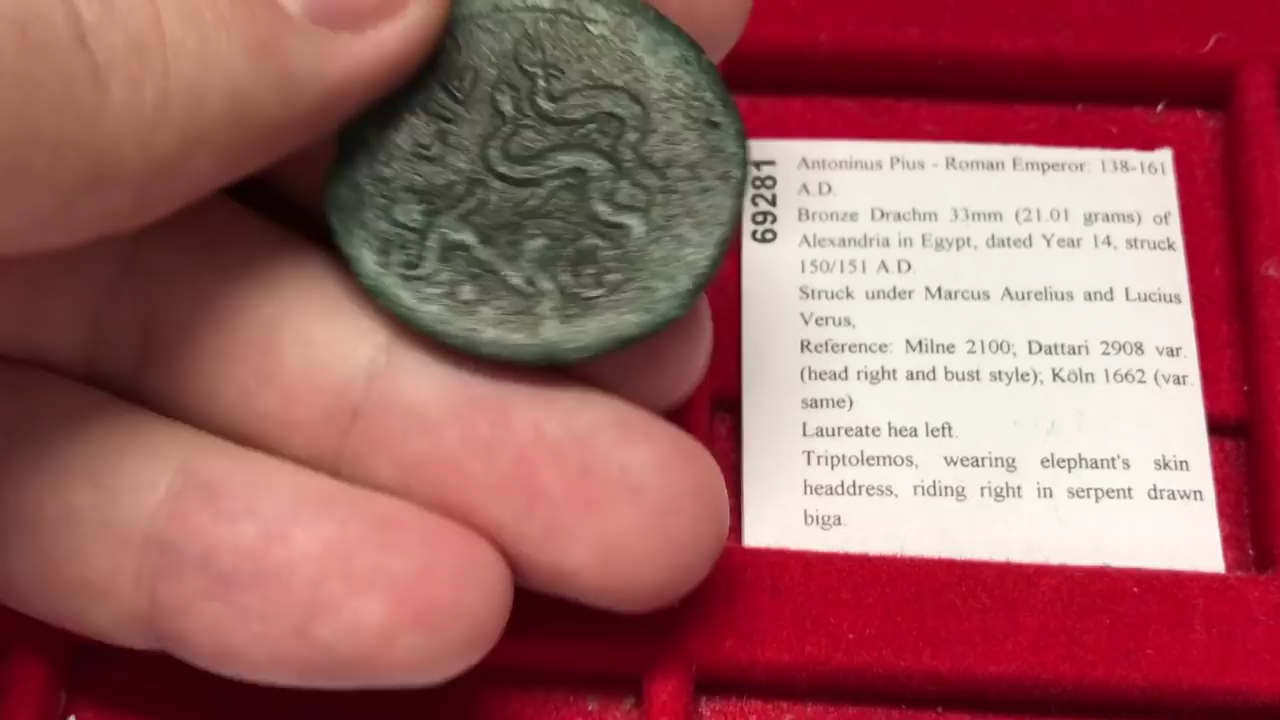 69281
Antoninus Pius - Roman Emperor: 138-161
A.D.
Bronze Drachm 33mm (21.01 grams) of
Alexandria in Egypt, dated Year 14, struck
150/151 A.D.
Struck under Marcus Aurelius and Lucius
Verus,
Reference: Milne 2100; Dattari 2908 var.
(head right and bust style); Köln 1662 (var.
same)
Laureate hea left.
Triptolemos, wearing elephant's skin
headdress, riding right in serpent drawn
biga.